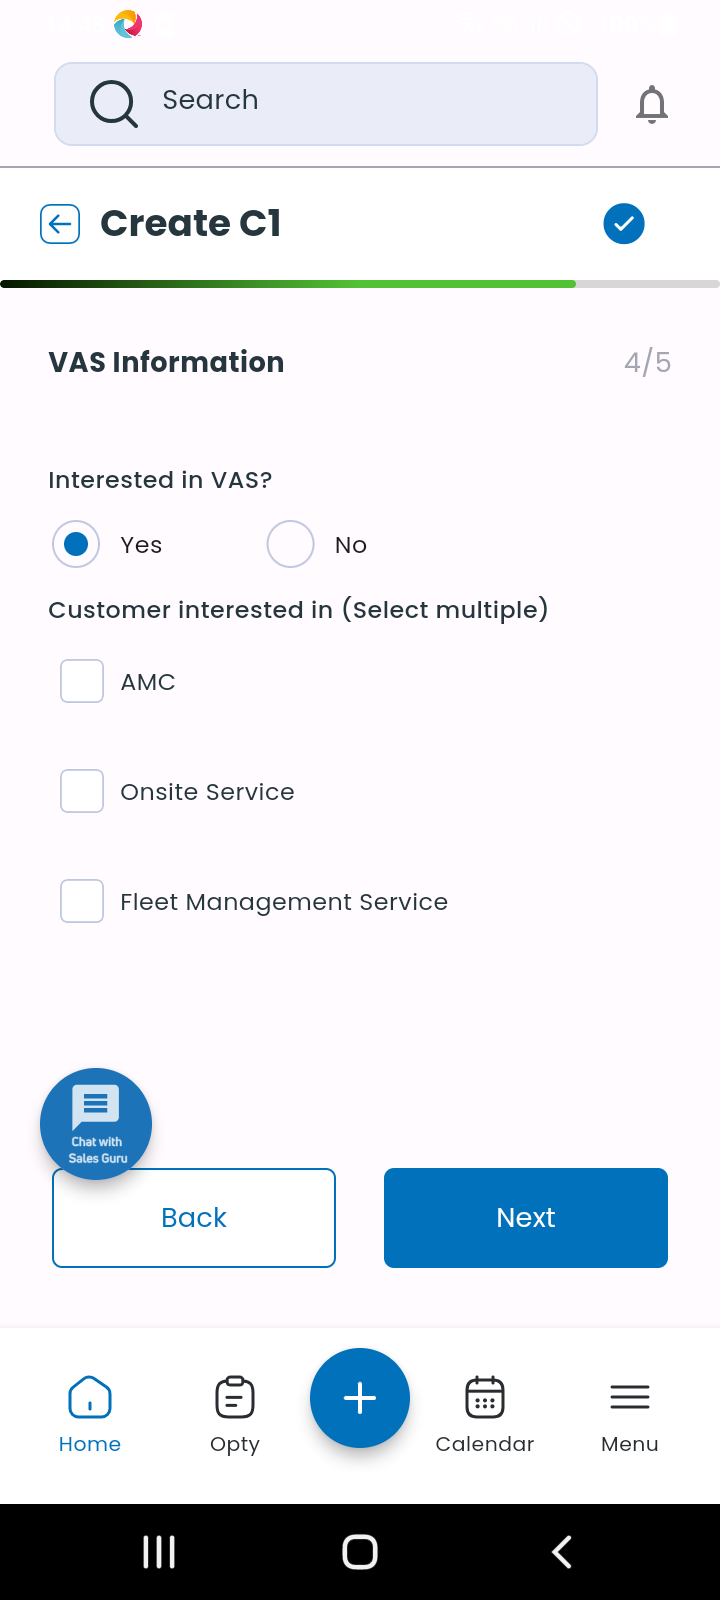 Search
Create C1
VAS Information
4/5
Interested in VAS?
Yes
No
Customer interested in (Select multiple)
AMC
Onsite Service
Fleet Management Service
Chat with
Sales Guru
Back
Next
Home
Opty
Calendar
Menu